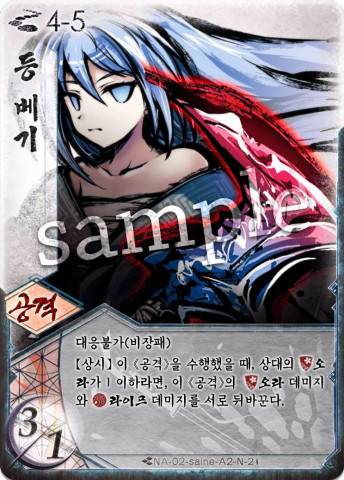 4-5
등 베기
sample
공격
대응불가(비장패)
【상시】 이 《공격》을 수행했을 때, 상대의 오
라가 1 이하라면, 이 《공격》의 오라 데미지
와 라이프 데미지를 서로 뒤바꾼다.
3
1
NA-02-saine-A2-N-2